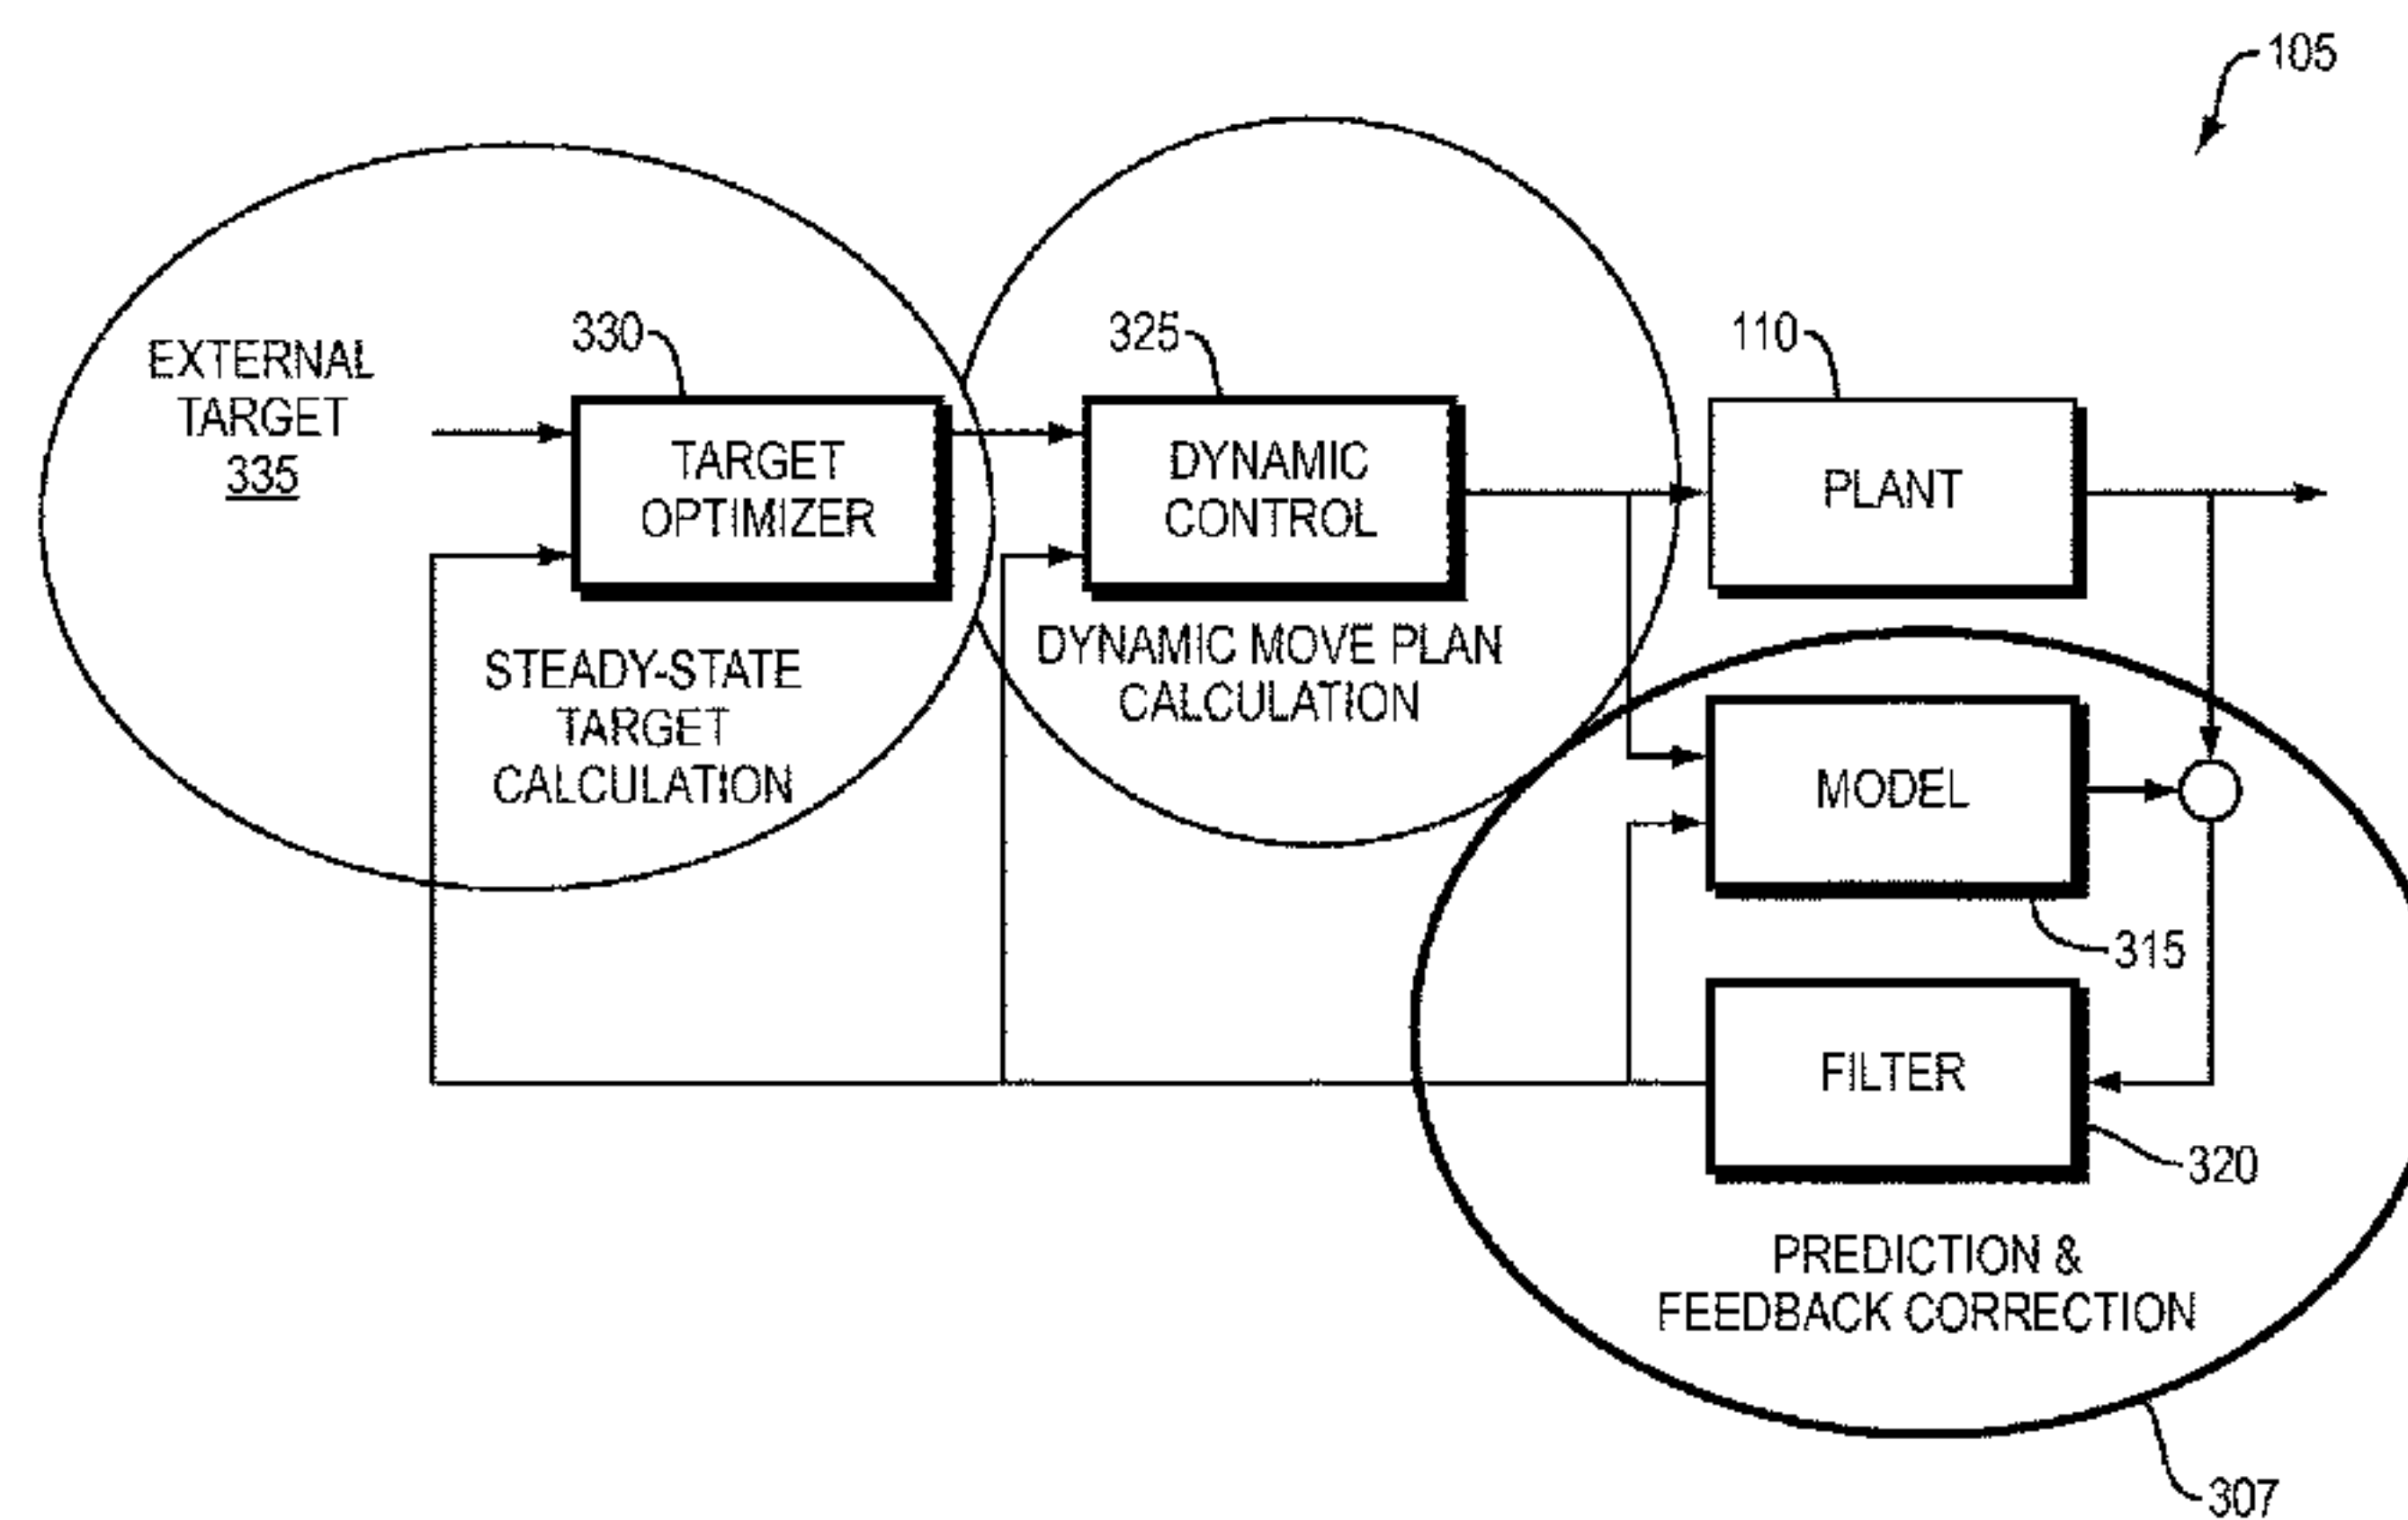 105
EXTERNAL
TARGET
335
330
TARGET
OPTIMIZER
STEADY-STATE
TARGET
CALCULATION
325
DYNAMIC
CONTROL
DYNAMIC MOVE PLAN
CALCULATION
110
PLANT
MODEL
315
FILTER
320
PREDICTION &
FEEDBACK CORRECTION
307